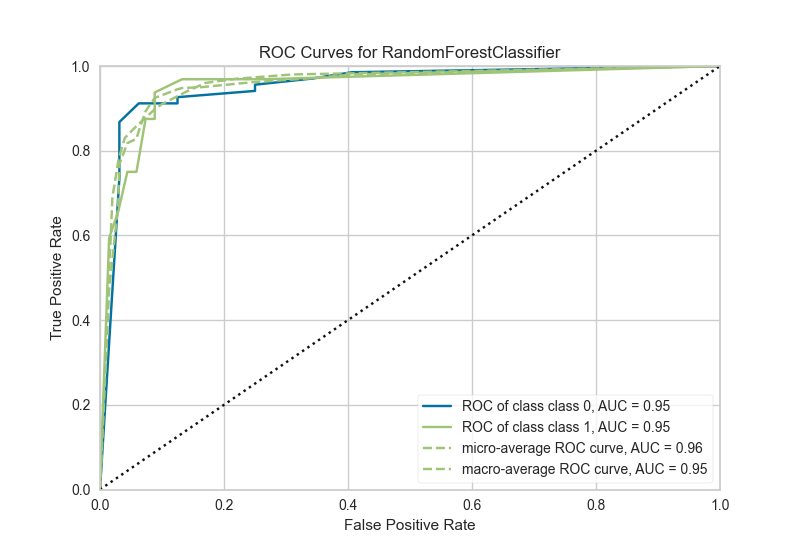 ROC Curves for RandomForestClassifier
True Positive Rate
1.0
0.8
0.6
0.4
0.2
0.0
ROC of class class 0, AUC = 0.95
ROC of class class 1, AUC = 0.95
micro-average ROC curve, AUC = 0.96
macro-average ROC curve, AUC = 0.95
0.0
0.2
0.4
0.6
0.8
1.0
False Positive Rate